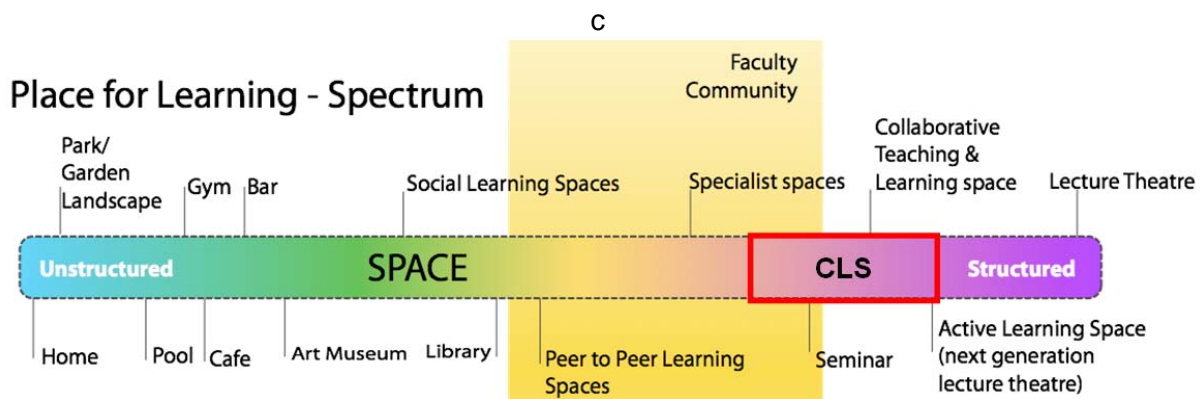 c
Faculty
Community
Place for Learning - Spectrum
Park/
Garden
Landscape
Gym
Bar
Social Learning Spaces
Specialist spaces
Collaborative
Teaching &
Learning space
Lecture Theatre
Unstructured
SPACE
CLS
Structured
Home
Pool
Cafe
Art Museum
Library
Peer to Peer Learning
Spaces
Seminar
Active Learning Space
(next generation
lecture theatre)